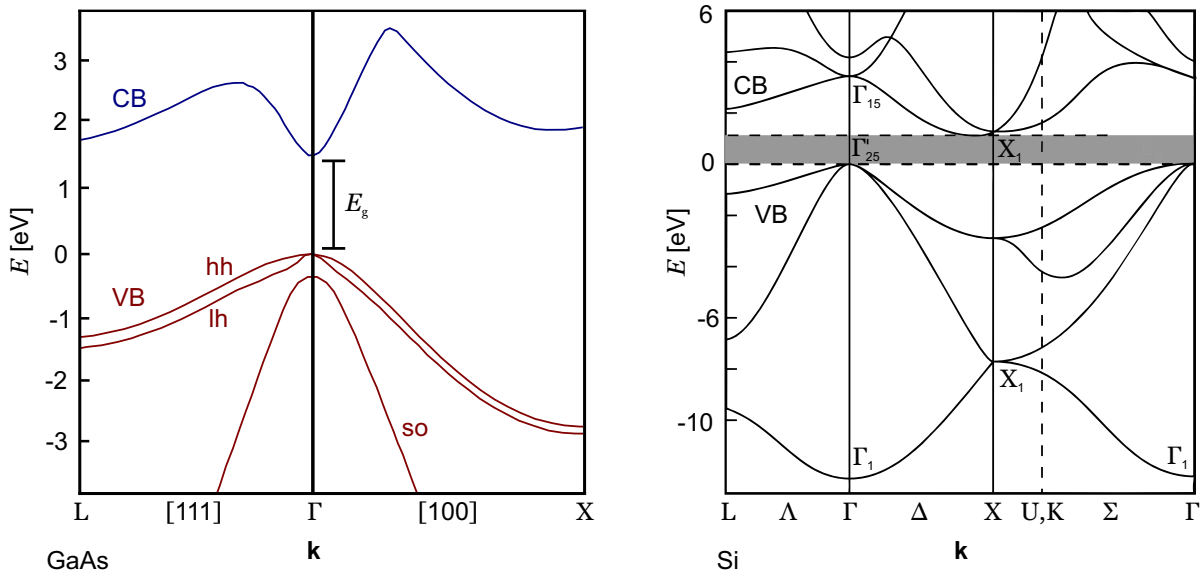 3
2
1
0
-1
-2
-3
E [eV]
CB
E_g
VB
hh
lh
so
L [111] Γ [100] X
k
GaAs
6
0
-6
-10
E [eV]
CB
Γ₁₅
Γ'₂₅
X₁
VB
X₁
Γ₁
Γ₁
L Λ Γ Δ X U,K Σ Γ
k
Si